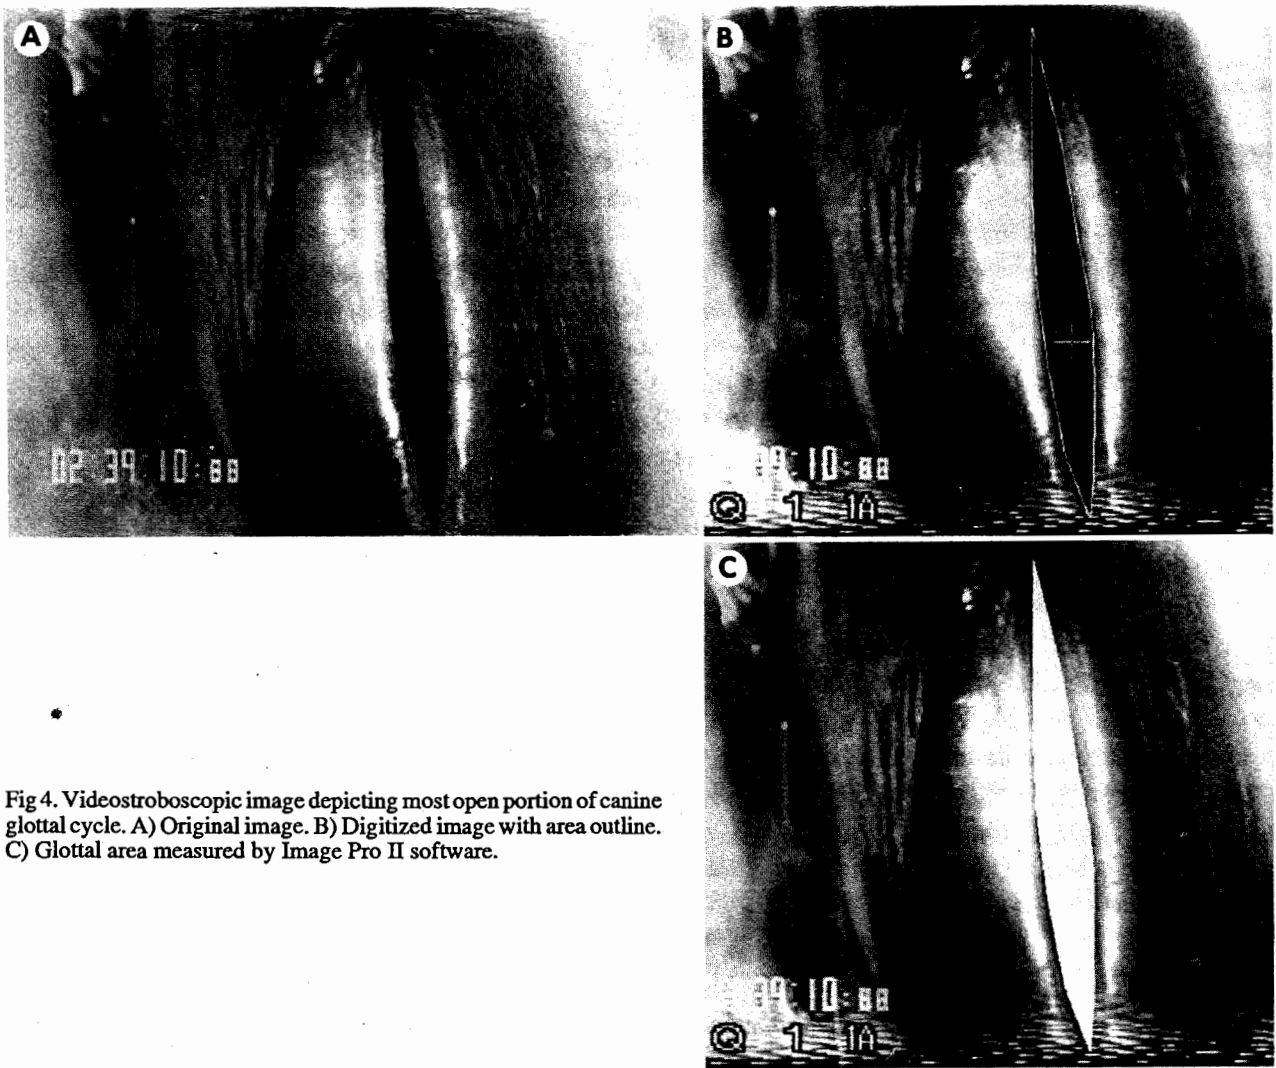 A
02:39:10:88
B
39:10:88
Q 1 1A
C
39:10:88
Q 1 1A
Fig 4. Videostroboscopic image depicting most open portion of canine
glottal cycle. A) Original image. B) Digitized image with area outline.
C) Glottal area measured by Image Pro II software.